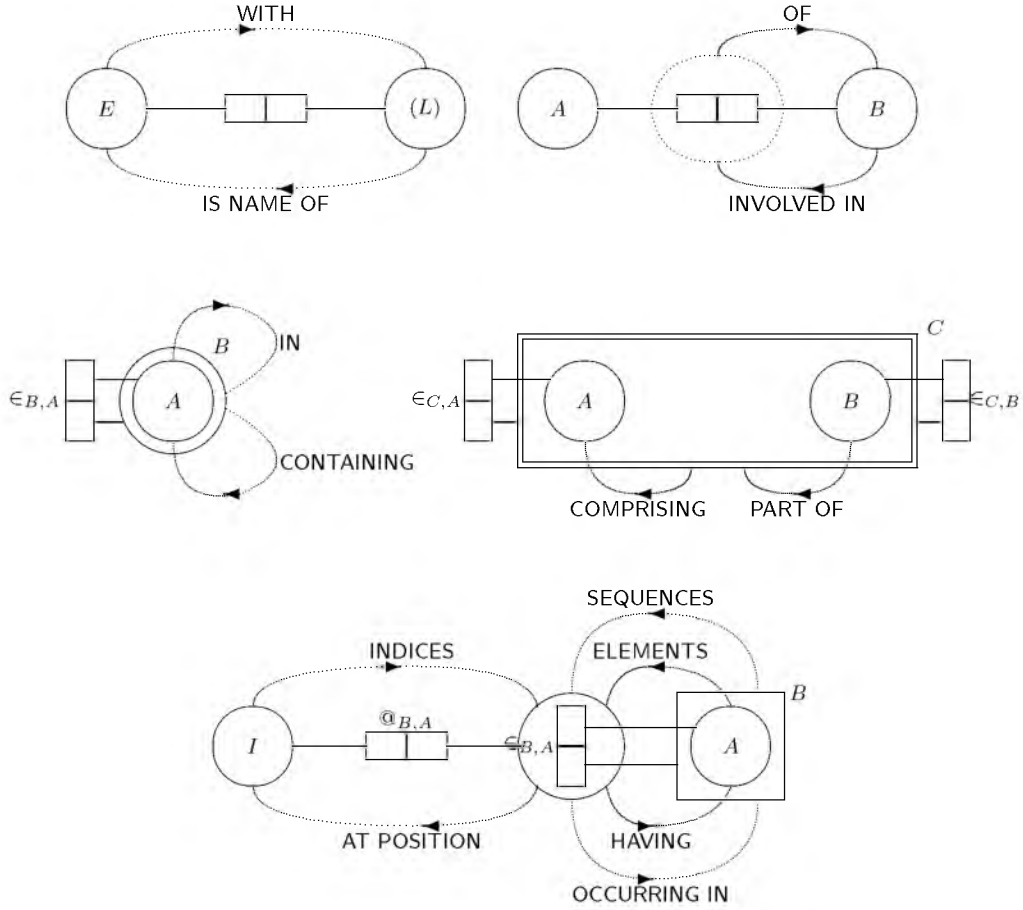 WITH
OF
E
(L)
A
B
IS NAME OF
INVOLVED IN
B
IN
C
∈B,A
A
∈C,A
A
B
∈C,B
CONTAINING
COMPRISING
PART OF
SEQUENCES
INDICES
ELEMENTS
B
@B,A
I
∈B,A
A
AT POSITION
HAVING
OCCURRING IN